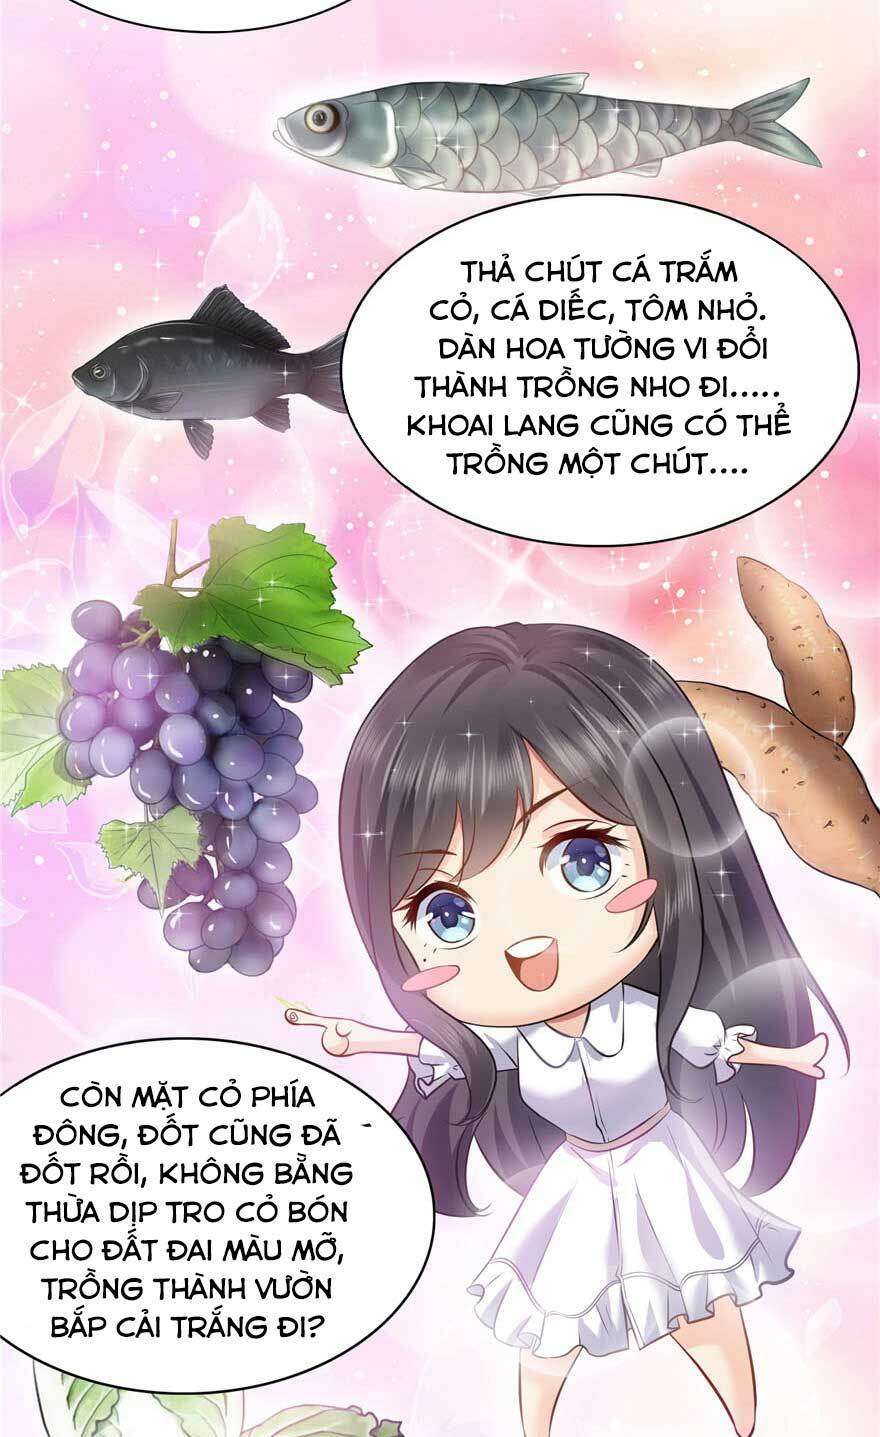 THẢ CHÚT CÁ TRẮM
CỎ, CÁ DIẾC, TÔM NHỎ.
DÀN HOA TƯỜNG VI ĐỔI
THÀNH TRỒNG NHO ĐI.....
KHOAI LANG CŨNG CÓ THỂ
TRỒNG MỘT CHÚT....
CÒN MẶT CỎ PHÍA
ĐÔNG, ĐỐT CŨNG ĐÃ
ĐỐT RỒI, KHÔNG BẰNG
THỪA DỊP TRO CỎ BÓN
CHO ĐẤT ĐAI MÀU MỠ,
TRỒNG THÀNH VƯỜN
BẮP CẢI TRẮNG ĐI?